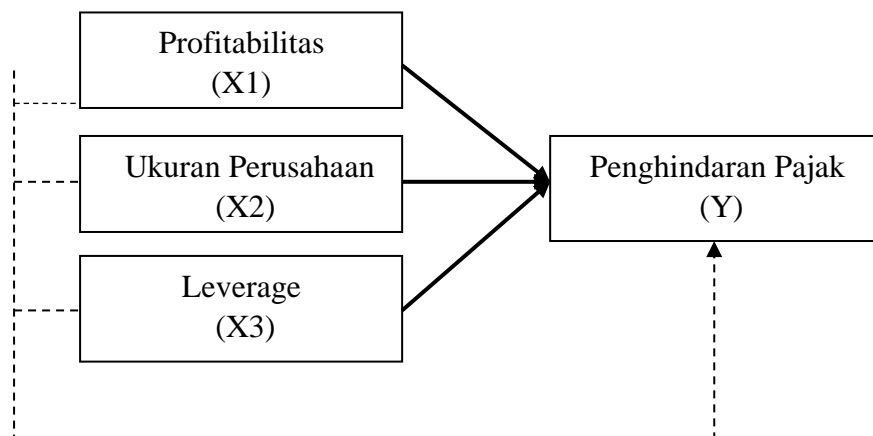 Profitabilitas
(X1)
Ukuran Perusahaan
(X2)
Penghindaran Pajak
(Y)
Leverage
(X3)